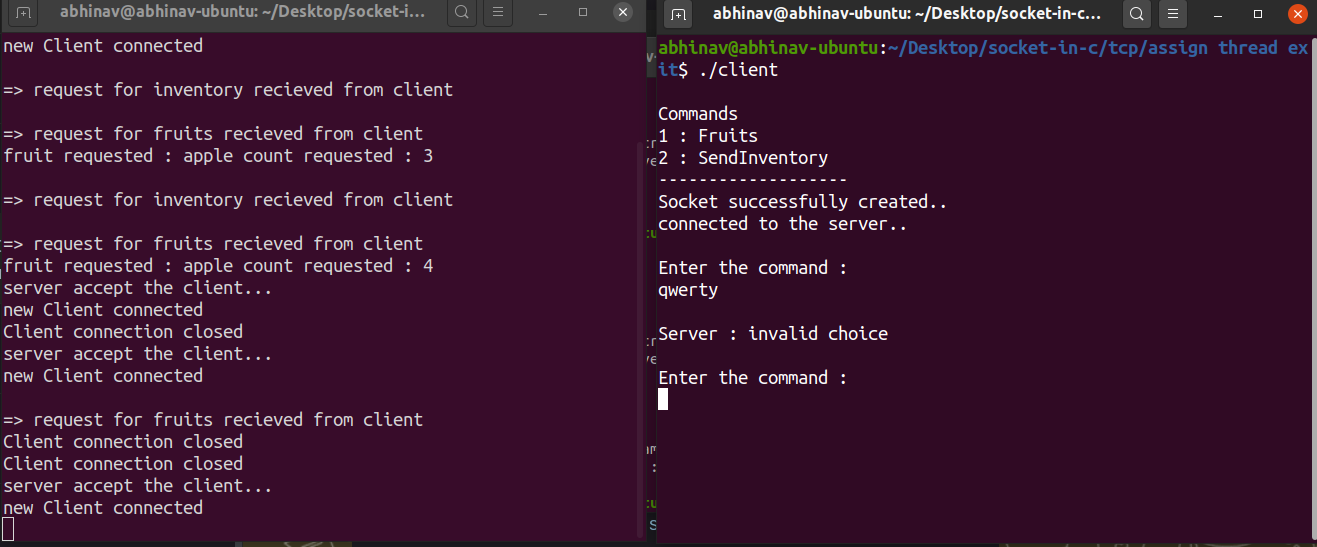 abhinav@abhinav-ubuntu: ~/Desktop/socket-i...
new Client connected
=> request for inventory recieved from client
=> request for fruits recieved from client
fruit requested : apple count requested : 3
=> request for inventory recieved from client
=> request for fruits recieved from client
fruit requested : apple count requested : 4
server accept the client...
new Client connected
Client connection closed
server accept the client...
new Client connected
=> request for fruits recieved from client
Client connection closed
Client connection closed
server accept the client...
new Client connected
abhinav@abhinav-ubuntu: ~/Desktop/socket-in-c...
abhinav@abhinav-ubuntu:~/Desktop/socket-in-c/tcp/assign thread ex
it$ ./client
Commands
1 : Fruits
2 : SendInventory
-------------------
Socket successfully created..
connected to the server..
Enter the command :
qwerty
Server : invalid choice
Enter the command :